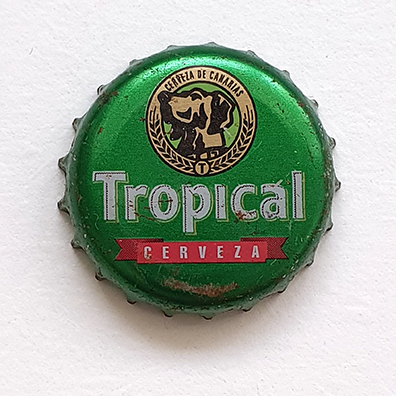 CERVEZA DE CANARIAS
T
Tropical
CERVEZA